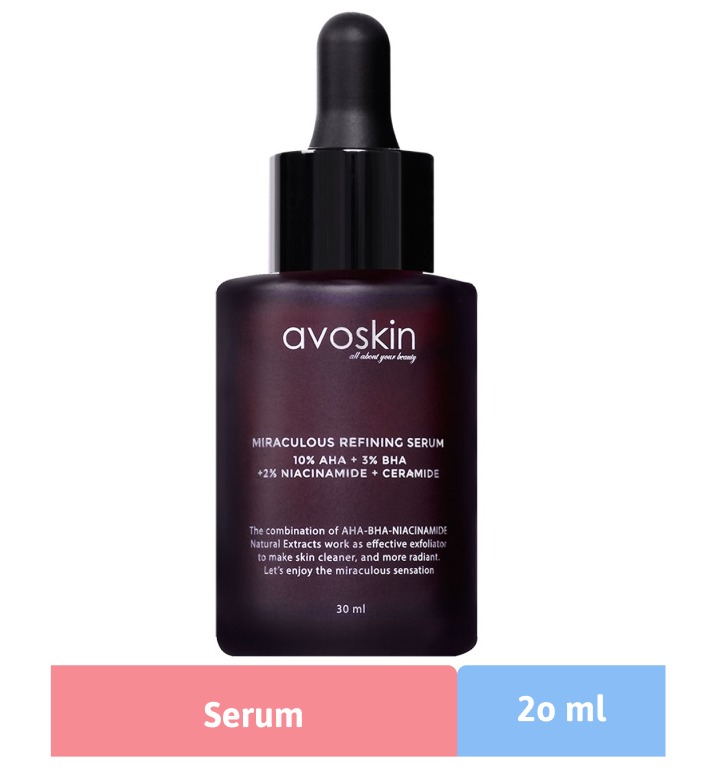 avoskin
all about your beauty
MIRACULOUS REFINING SERUM
10% AHA + 3% BHA
+2% NIACINAMIDE + CERAMIDE
The combination of AHA-BHA-NIACINAMIDE
Natural Extracts work as effective exfoliator
to make skin cleaner, and more radiant.
Let's enjoy the miraculous sensation
30 ml
Serum
20 ml